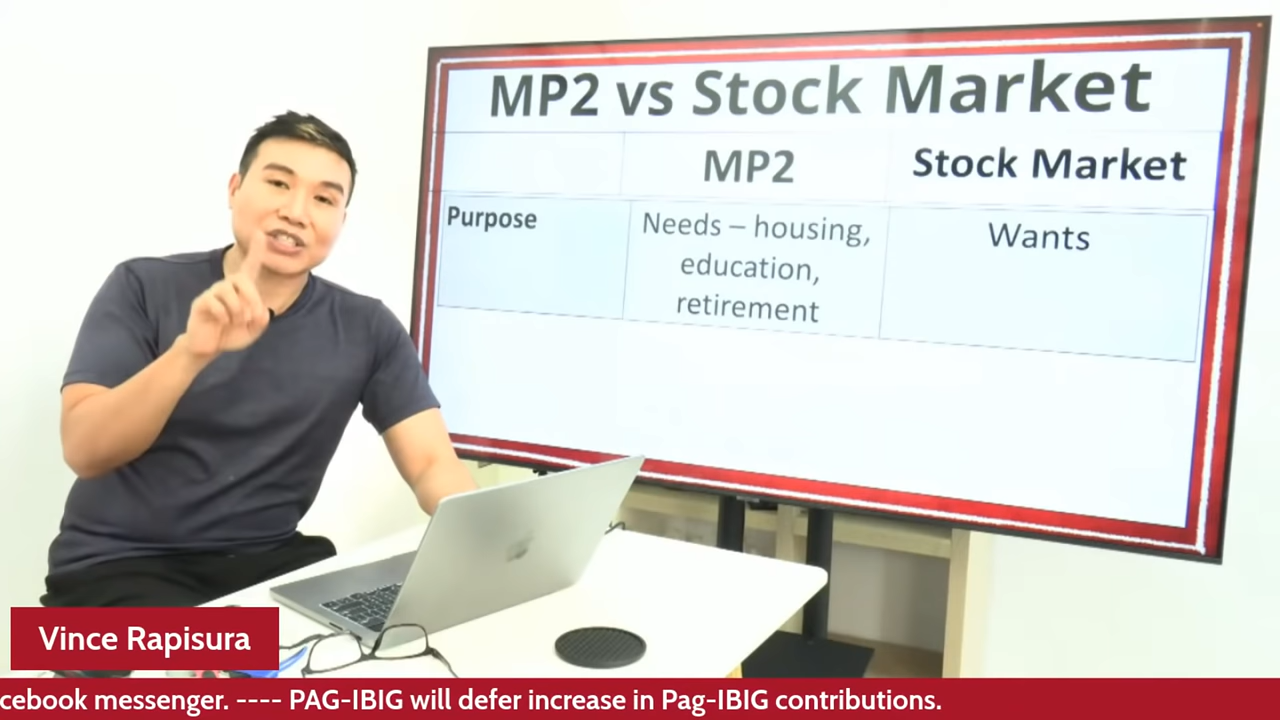 MP2 vs Stock Market
MP2
Stock Market
Purpose
Needs – housing,
education,
retirement
Wants
Vince Rapisura
cebook messenger. ---- PAG-IBIG will defer increase in Pag-IBIG contributions.